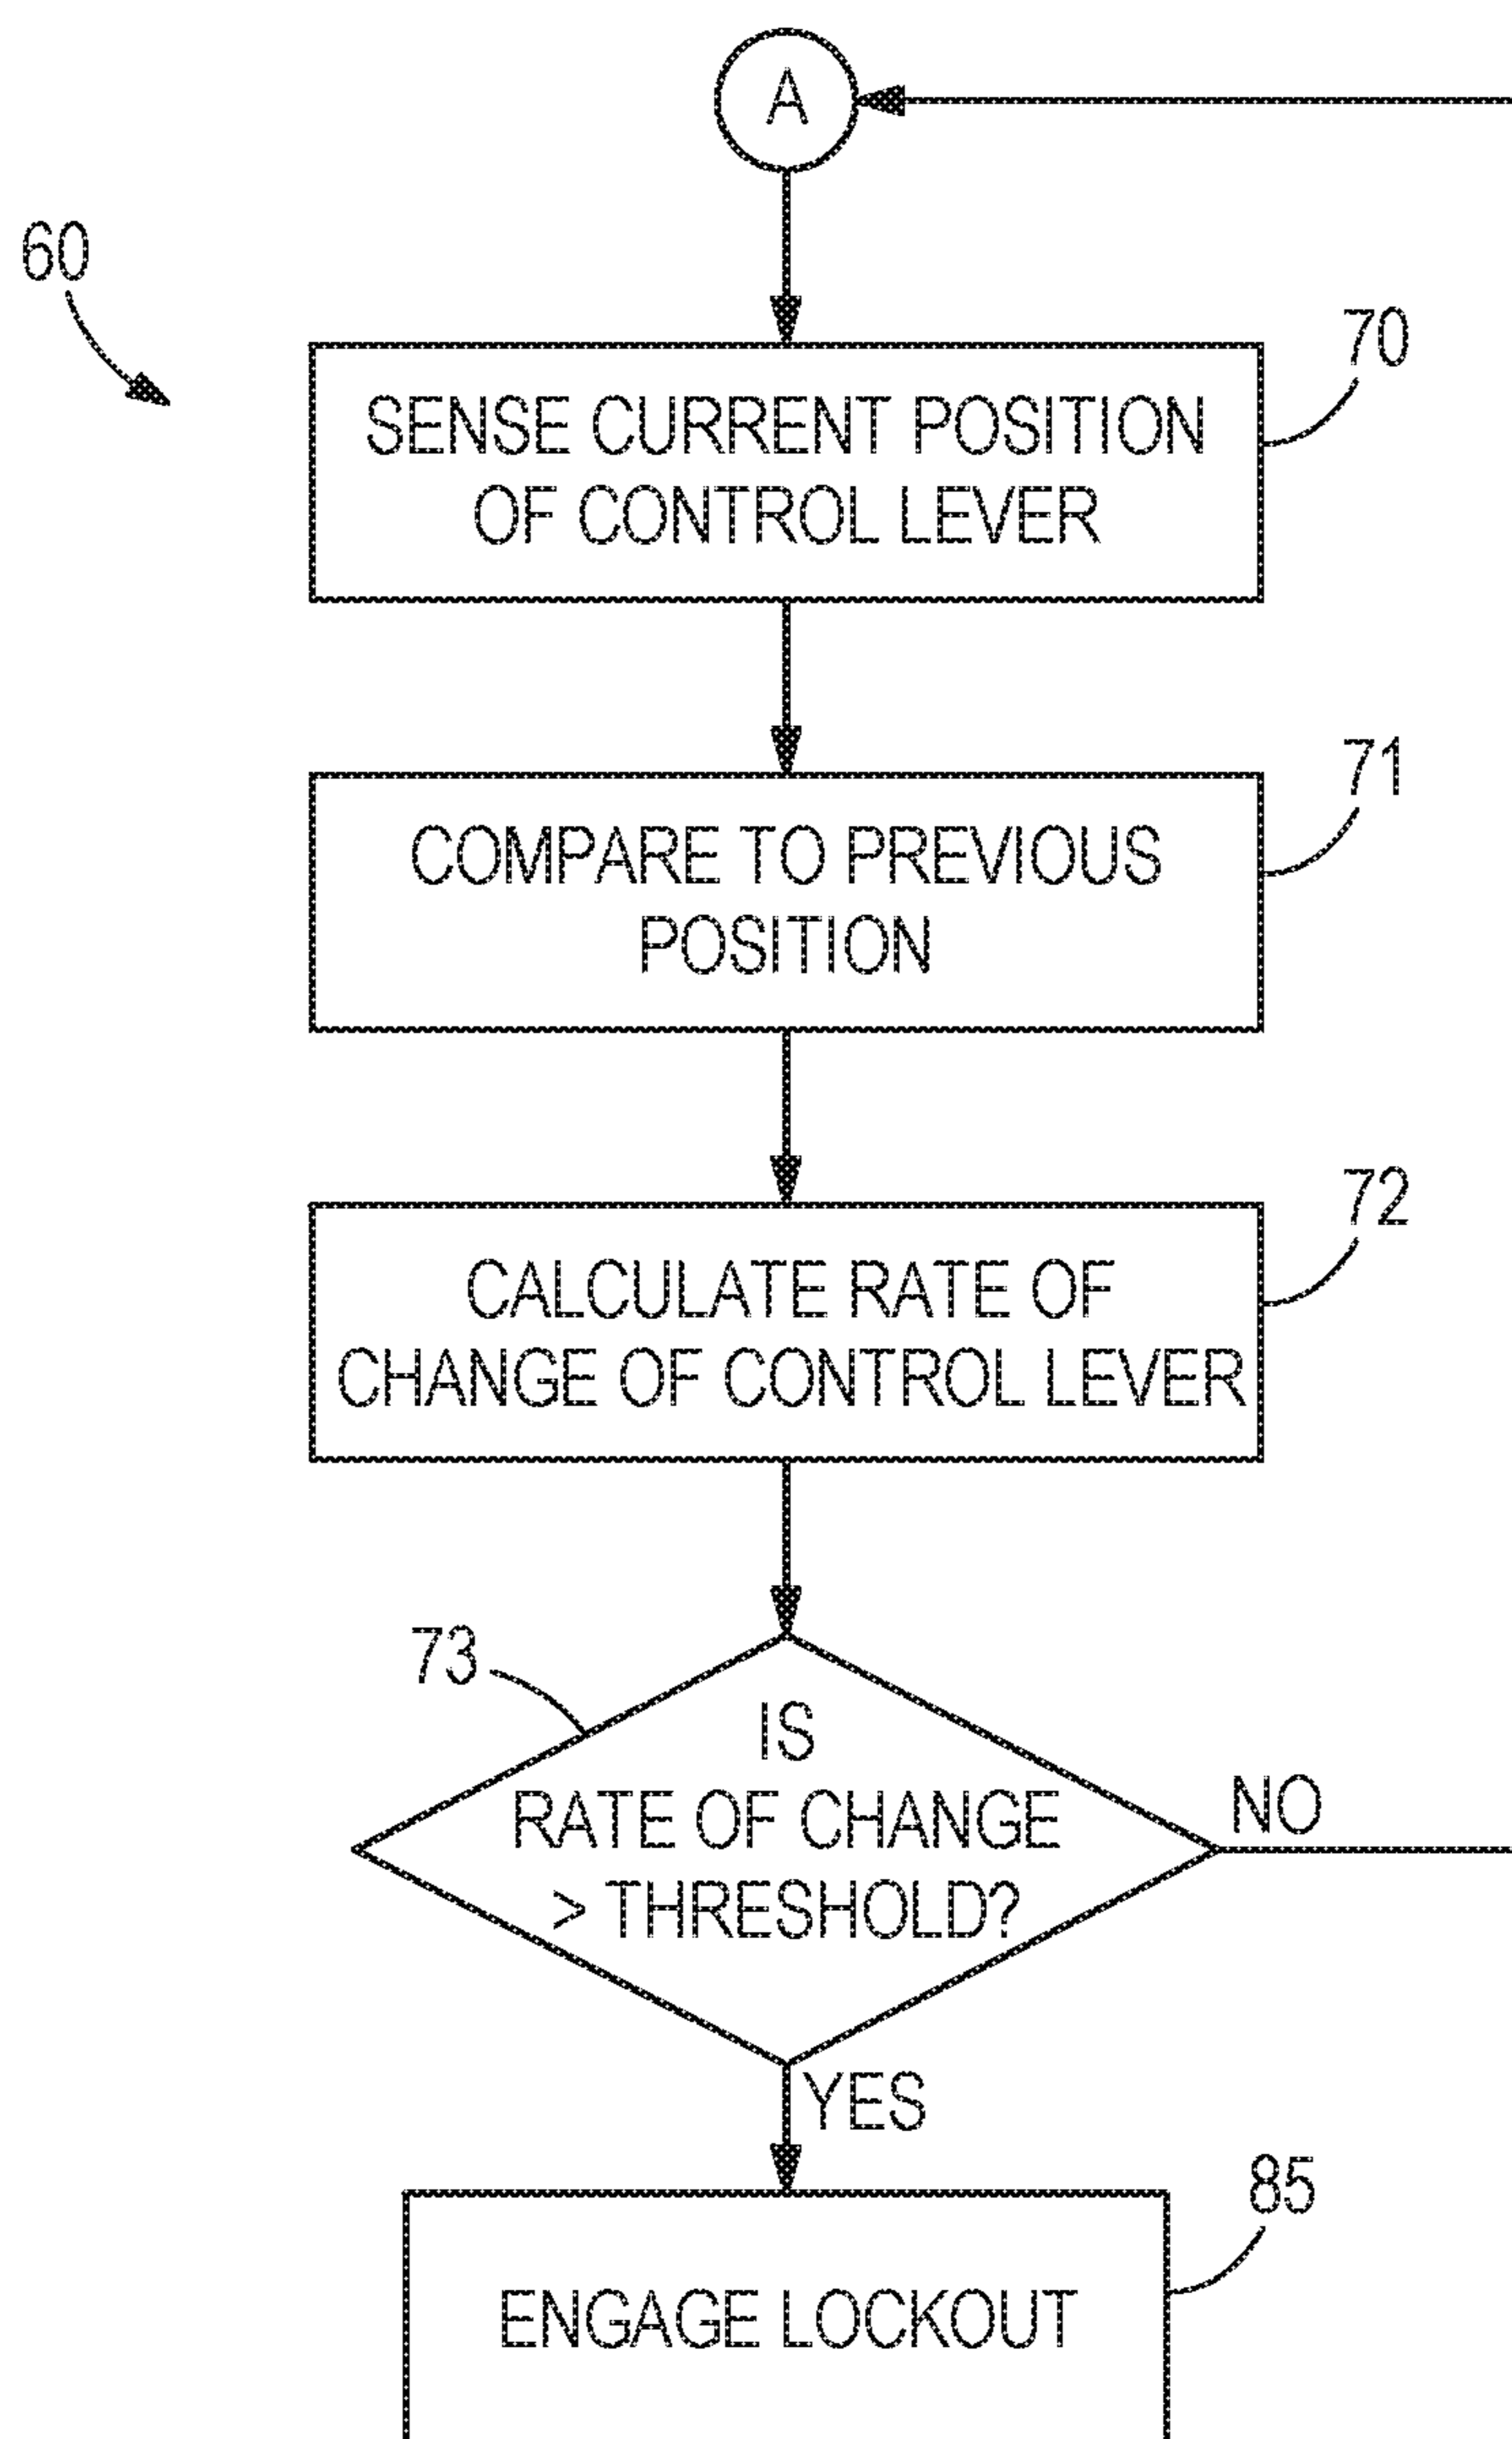 A
60
70
SENSE CURRENT POSITION
OF CONTROL LEVER
71
COMPARE TO PREVIOUS
POSITION
72
CALCULATE RATE OF
CHANGE OF CONTROL LEVER
73
IS
RATE OF CHANGE
> THRESHOLD?
NO
YES
85
ENGAGE LOCKOUT